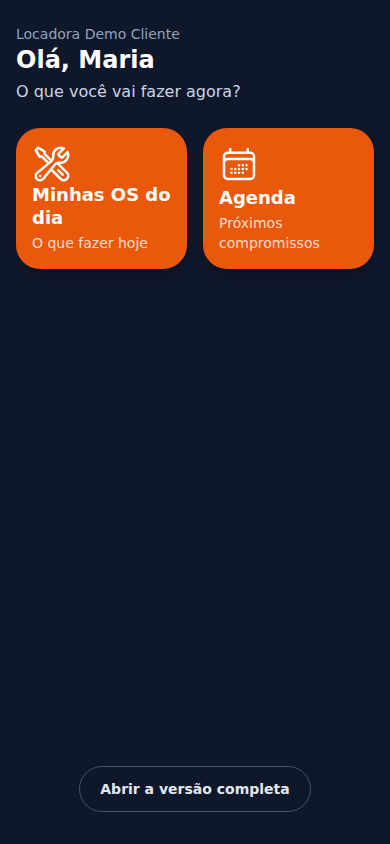 Locadora Demo Cliente
Olá, Maria
O que você vai fazer agora?
Minhas OS do
dia
O que fazer hoje
Agenda
Próximos
compromissos
Abrir a versão completa